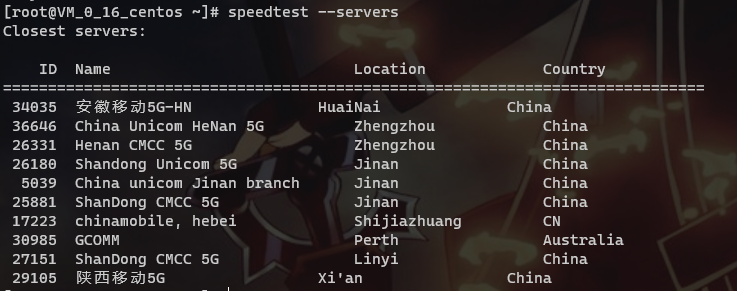 [root@VM_0_16_centos ~]# speedtest --servers
Closest servers:
ID Name Location Country
==============================================================================
34035 安徽移动5G-HN HuaiNai China
36646 China Unicom HeNan 5G Zhengzhou China
26331 Henan CMCC 5G Zhengzhou China
26180 Shandong Unicom 5G Jinan China
5039 China unicom Jinan branch Jinan China
25881 ShanDong CMCC 5G Jinan China
17223 chinamobile, hebei Shijiazhuang CN
30985 GCOMM Perth Australia
27151 ShanDong CMCC 5G Linyi China
29105 陕西移动5G Xi'an China